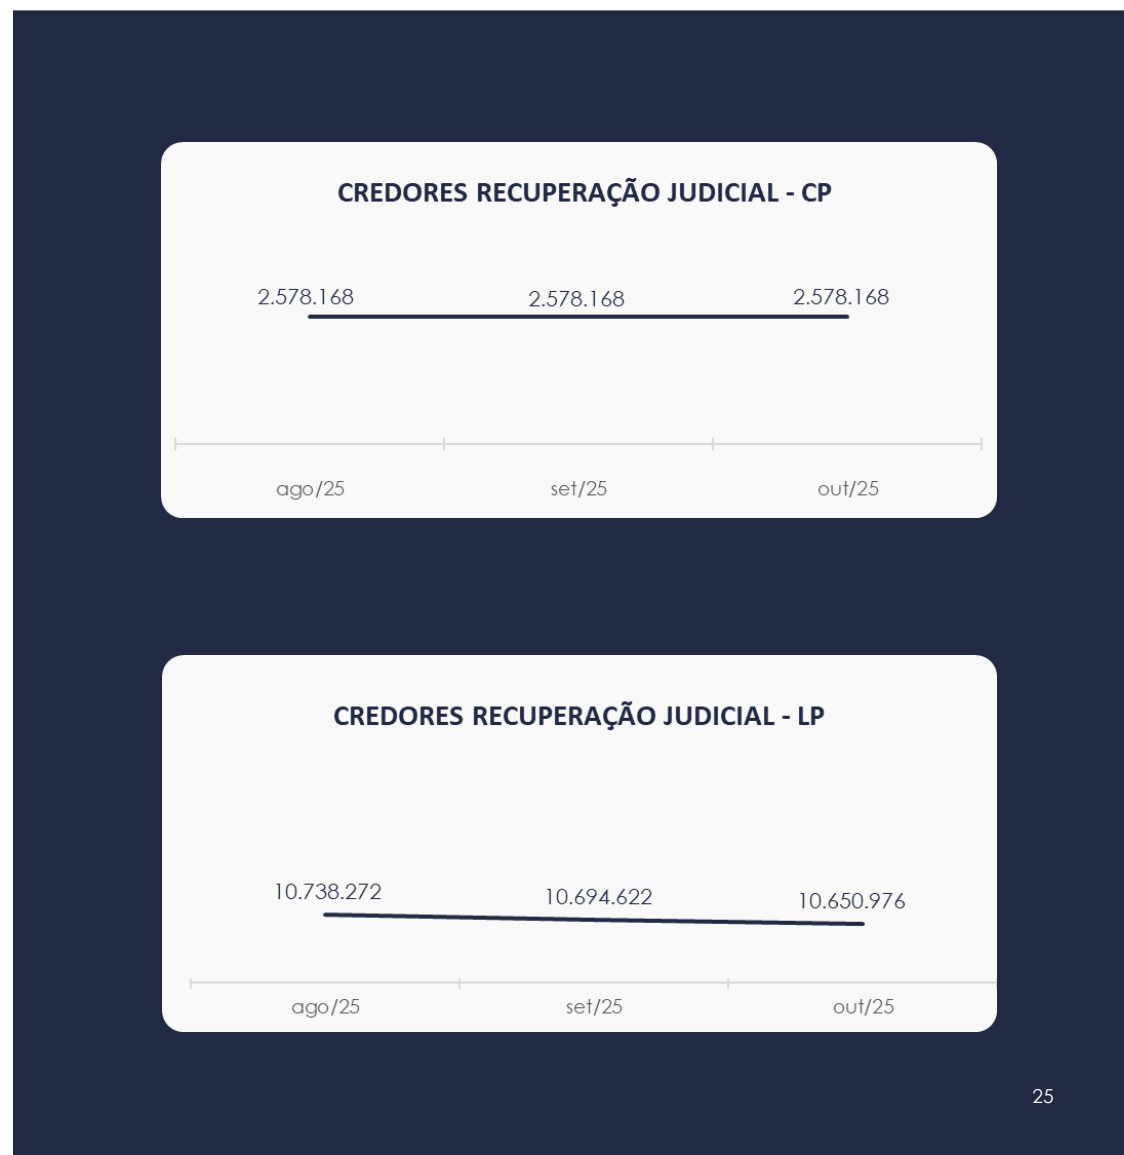 CREDORES RECUPERAÇÃO JUDICIAL - CP
2.578.168 2.578.168 2.578.168
ago/25 set/25 out/25
CREDORES RECUPERAÇÃO JUDICIAL - LP
10.738.272 10.694.622 10.650.976
ago/25 set/25 out/25
25